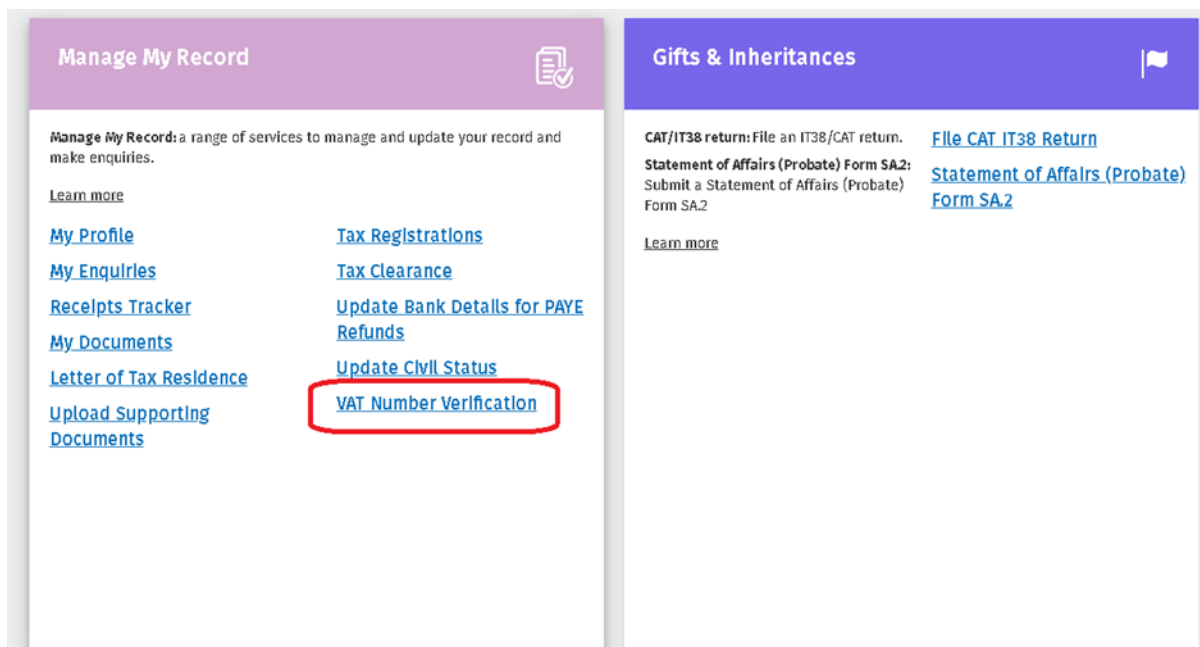 Manage My Record
Manage My Record: a range of services to manage and update your record and
make enquiries.
Learn more
My Profile
My Enquiries
Receipts Tracker
My Documents
Letter of Tax Residence
Upload Supporting
Documents
Tax Registrations
Tax Clearance
Update Bank Details for PAYE
Refunds
Update Civil Status
VAT Number Verification
Gifts & Inheritances
CAT/IT38 return: File an IT38/CAT return.
Statement of Affairs (Probate) Form SA.2:
Submit a Statement of Affairs (Probate)
Form SA.2
Learn more
File CAT IT38 Return
Statement of Affairs (Probate)
Form SA.2